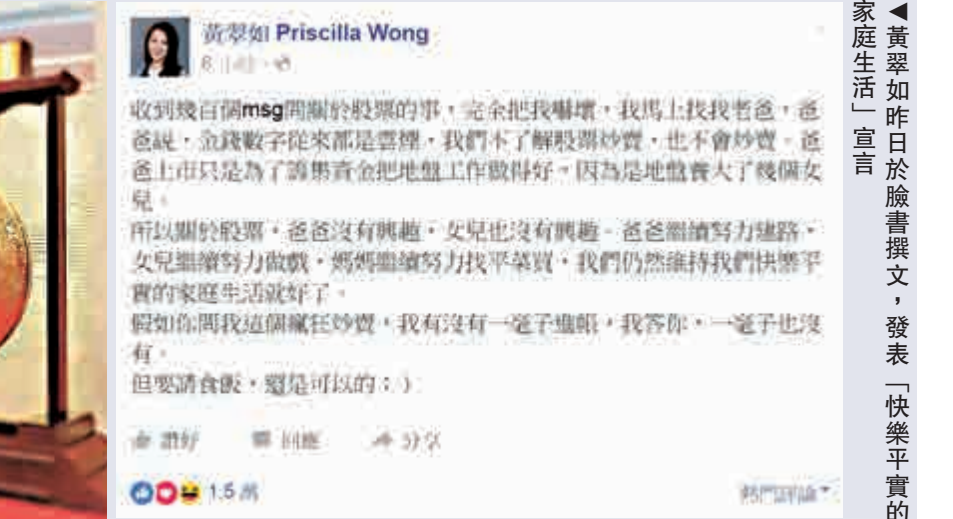 黃翠如 Priscilla Wong
收到幾百個msg問關於股票的事，完全把我嚇壞，我馬上找我老爸，爸
爸説，金錢數字從來都是雲煙，我們不了解股票炒賣，也不會炒賣。爸
爸上市只是為了籌集資金把地盤工作做得好，因為是地盤養大了幾個女
兒。
所以關於股票，爸爸沒有興趣，女兒也沒有興趣。爸爸繼續努力建路，
女兒繼續努力做戲，媽媽繼續努力找平菜買，我們仍然維持我們快樂平
實的家庭生活就好了。
假如你問我這個瘋狂炒賣，我有沒有一毫子進帳，我答你，一毫子也沒
有。
但要請食飯，還是可以的：）
讚好 回應 分享
1.5 萬 熱門評論
◀黃翠如昨日於臉書撰文，發表「快樂平實的
家庭生活」宣言